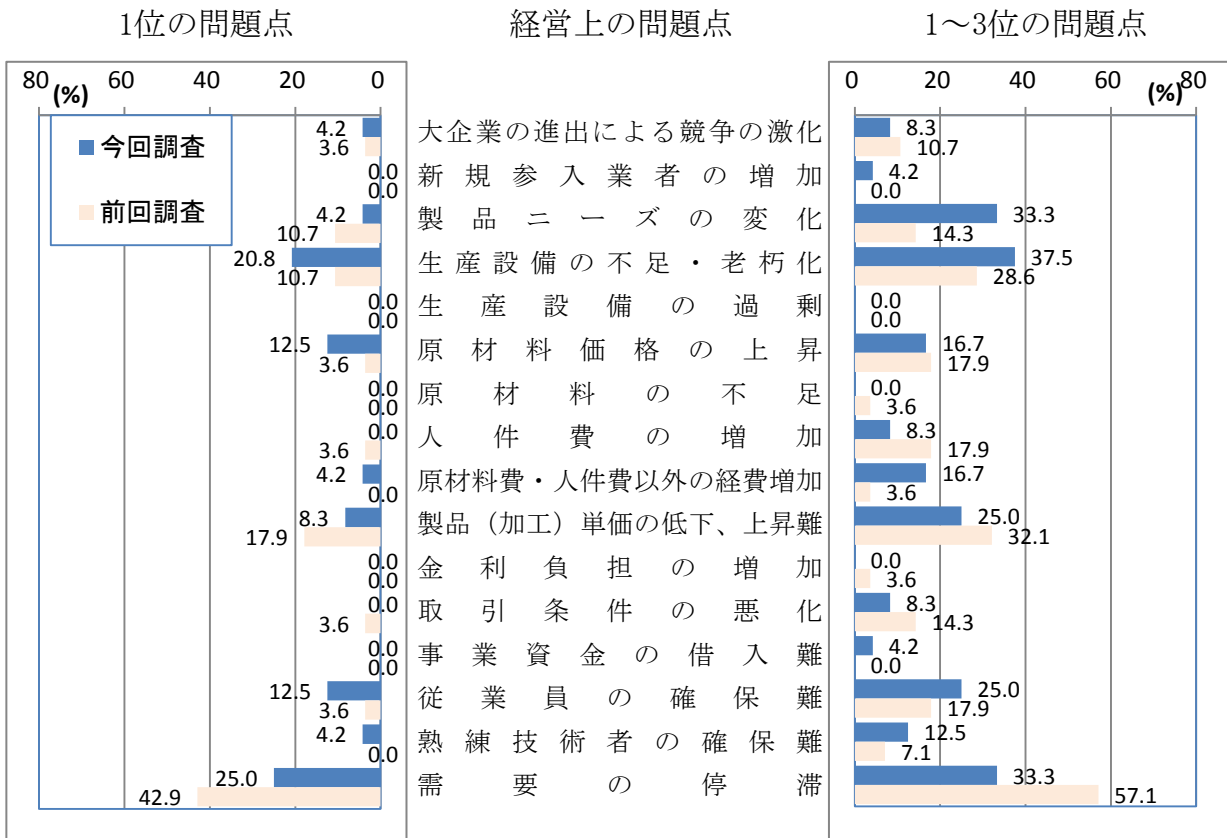 1位の問題点 経営上の問題点 1～3位の問題点
80 60 40 20 0 0 20 40 60 80
(%) (%)
今回調査
前回調査
4.2 大企業の進出による競争の激化 8.3
3.6 10.7
0.0 新規参入業者の増加 4.2
0.0 0.0
4.2 製品ニーズの変化 33.3
10.7 14.3
20.8 生産設備の不足・老朽化 37.5
10.7 28.6
0.0 生産設備の過剰 0.0
0.0 0.0
12.5 原材料価格の上昇 16.7
3.6 17.9
0.0 原材料の不足 0.0
0.0 3.6
0.0 人件費の増加 8.3
3.6 17.9
4.2 原材料費・人件費以外の経費増加 16.7
0.0 3.6
8.3 製品（加工）単価の低下、上昇難 25.0
17.9 32.1
0.0 金利負担の増加 0.0
0.0 3.6
0.0 取引条件の悪化 8.3
3.6 14.3
0.0 事業資金の借入難 4.2
0.0 0.0
12.5 従業員の確保難 25.0
3.6 17.9
4.2 熟練技術者の確保難 12.5
0.0 7.1
25.0 需要の停滞 33.3
42.9 57.1